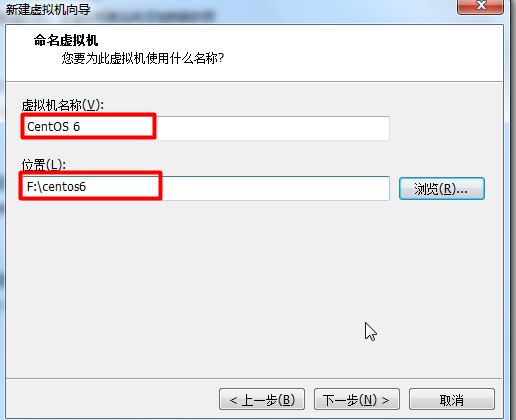 新建虚拟机向导
命名虚拟机
您要为此虚拟机使用什么名称?
虚拟机名称(V):
CentOS 6
位置(L):
F:\centos6
浏览(R)...
< 上一步(B)
下一步(N) >
取消